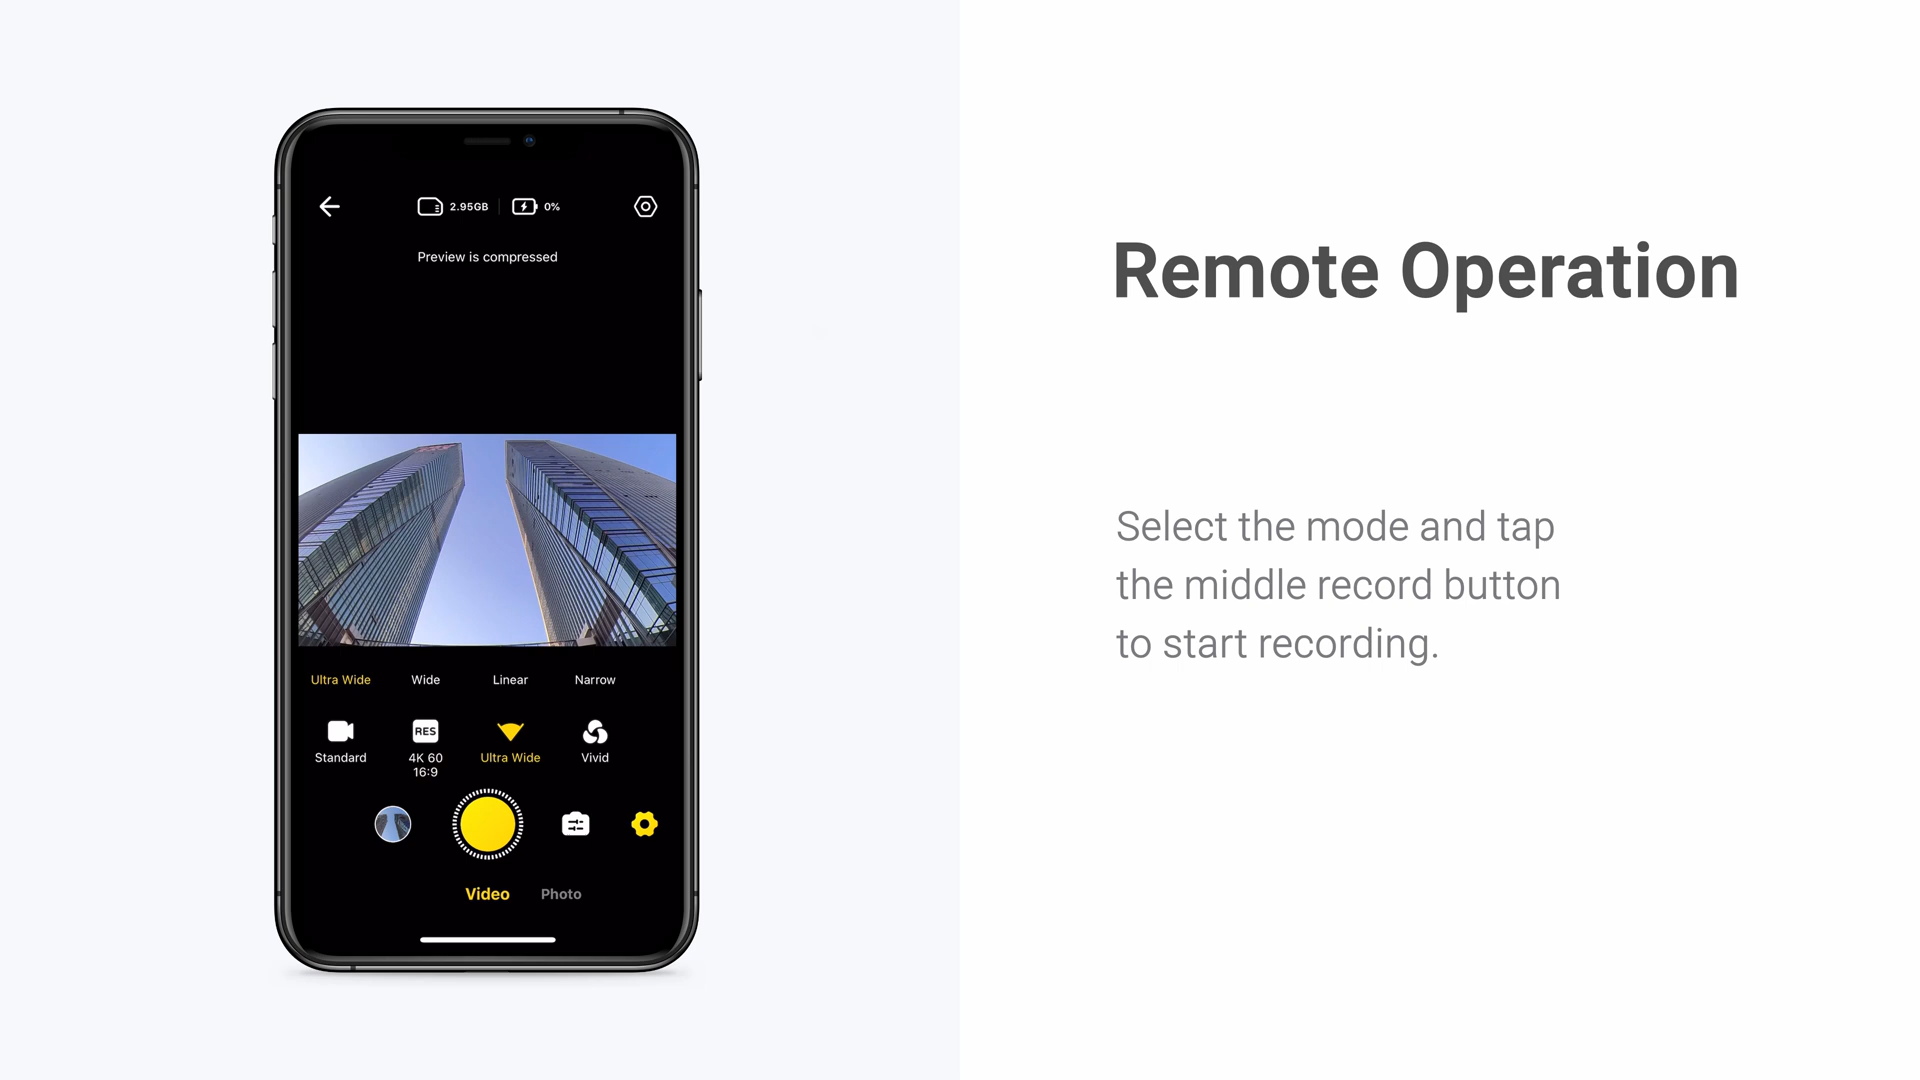 2.95GB 0%
Preview is compressed
Ultra Wide Wide Linear Narrow
RES
Standard 4K 60 Ultra Wide Vivid
16:9
Video Photo
Remote Operation
Select the mode and tap
the middle record button
to start recording.